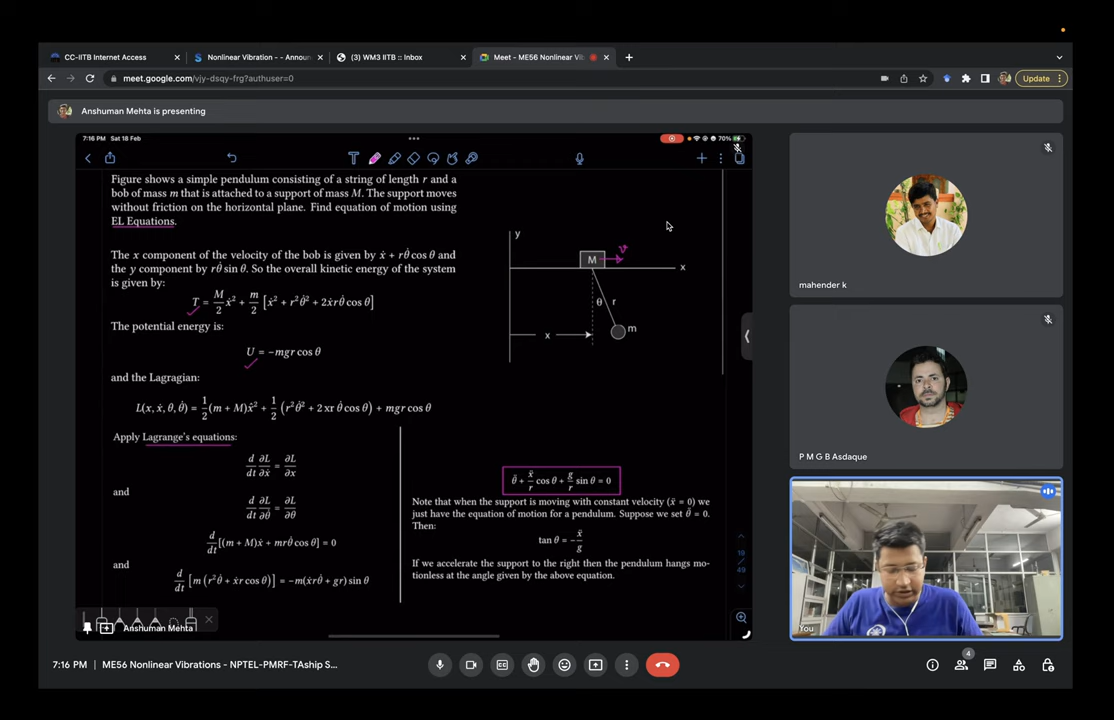 CC-IITB Internet Access
Nonlinear Vibration - - Announ
(3) WM3 IITB :: Inbox
Meet - ME56 Nonlinear Vib
meet.google.com/vjy-dsqy-frg?authuser=0
Update
Anshuman Mehta is presenting
7:16 PM Sat 18 Feb
70%
Figure shows a simple pendulum consisting of a string of length r and a
bob of mass m that is attached to a support of mass M. The support moves
without friction on the horizontal plane. Find equation of motion using
EL Equations.
The x component of the velocity of the bob is given by ẋ + rθ̇ cos θ and
the y component by rθ̇ sin θ. So the overall kinetic energy of the system
is given by:
T = M/2 ẋ² + m/2 [ẋ² + r²θ̇² + 2ẋrθ̇ cos θ]
The potential energy is:
U = −mgr cos θ
and the Lagragian:
L(x, ẋ, θ, θ̇) = 1/2 (m + M)ẋ² + 1/2 (r²θ̇² + 2 xr θ̇ cos θ) + mgr cos θ
Apply Lagrange's equations:
d/dt ∂L/∂ẋ = ∂L/∂x
and
d/dt ∂L/∂θ̇ = ∂L/∂θ
d/dt [(m + M)ẋ + mrθ̇ cos θ] = 0
and
d/dt [m (r²θ̇ + ẋr cos θ)] = −m(ẋrθ̇ + gr) sin θ
y
M
v
x
θ
r
m
x
θ̈ + ẍ/r cos θ + g/r sin θ = 0
Note that when the support is moving with constant velocity (ẍ = 0) we
just have the equation of motion for a pendulum. Suppose we set θ̈ = 0.
Then:
tan θ = − ẍ/g
If we accelerate the support to the right then the pendulum hangs mo-
tionless at the angle given by the above equation.
19
49
Anshuman Mehta
mahender k
P M G B Asdaque
You
7:16 PM | ME56 Nonlinear Vibrations - NPTEL-PMRF-TAship S...
4